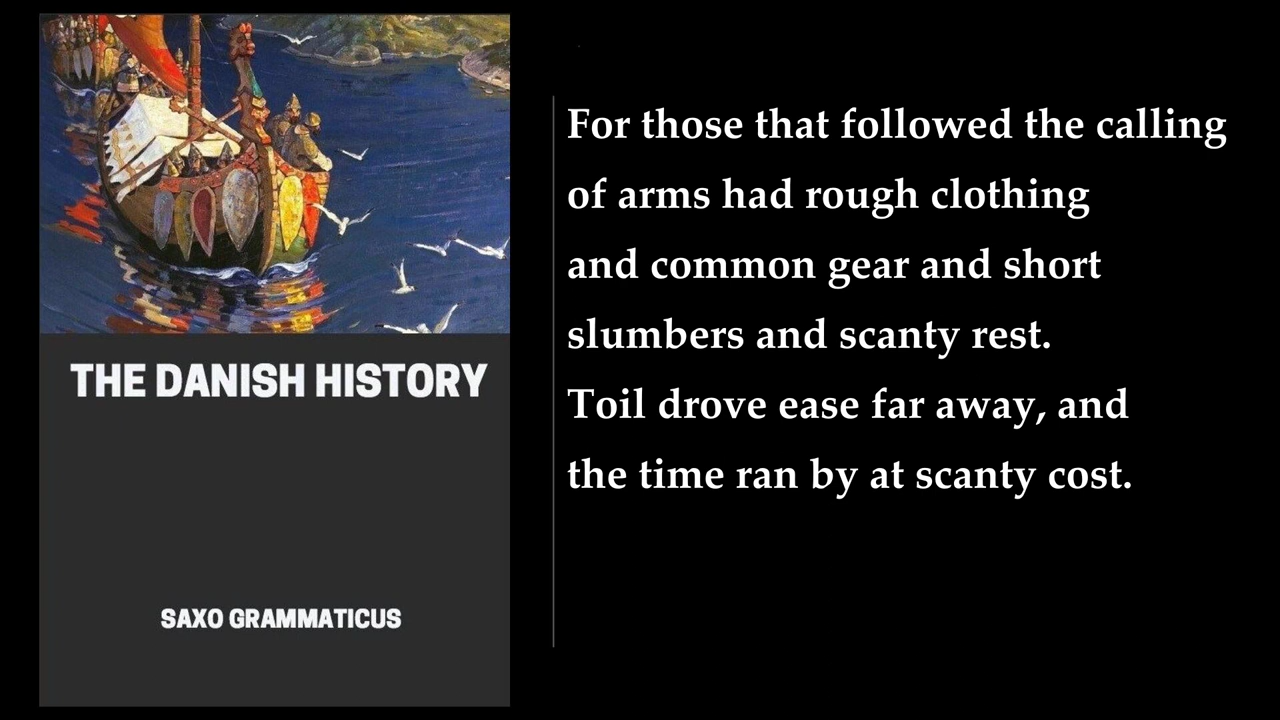 THE DANISH HISTORY
SAXO GRAMMATICUS
For those that followed the calling
of arms had rough clothing
and common gear and short
slumbers and scanty rest.
Toil drove ease far away, and
the time ran by at scanty cost.